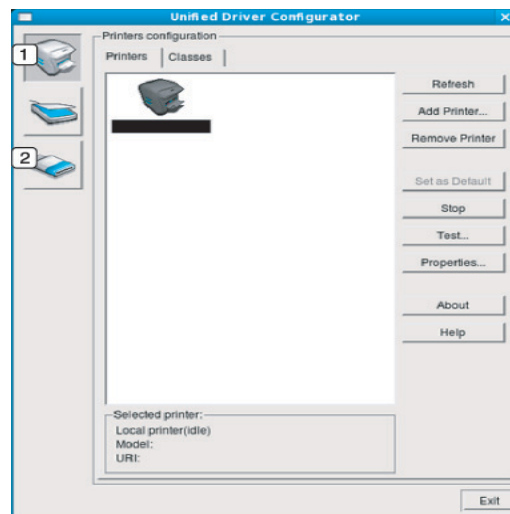 Unified Driver Configurator
1
2
Printers configuration
Printers
Classes
Refresh
Add Printer...
Remove Printer
Set as Default
Stop
Test...
Properties...
About
Help
Selected printer:
Local printer(idle)
Model:
URI:
Exit